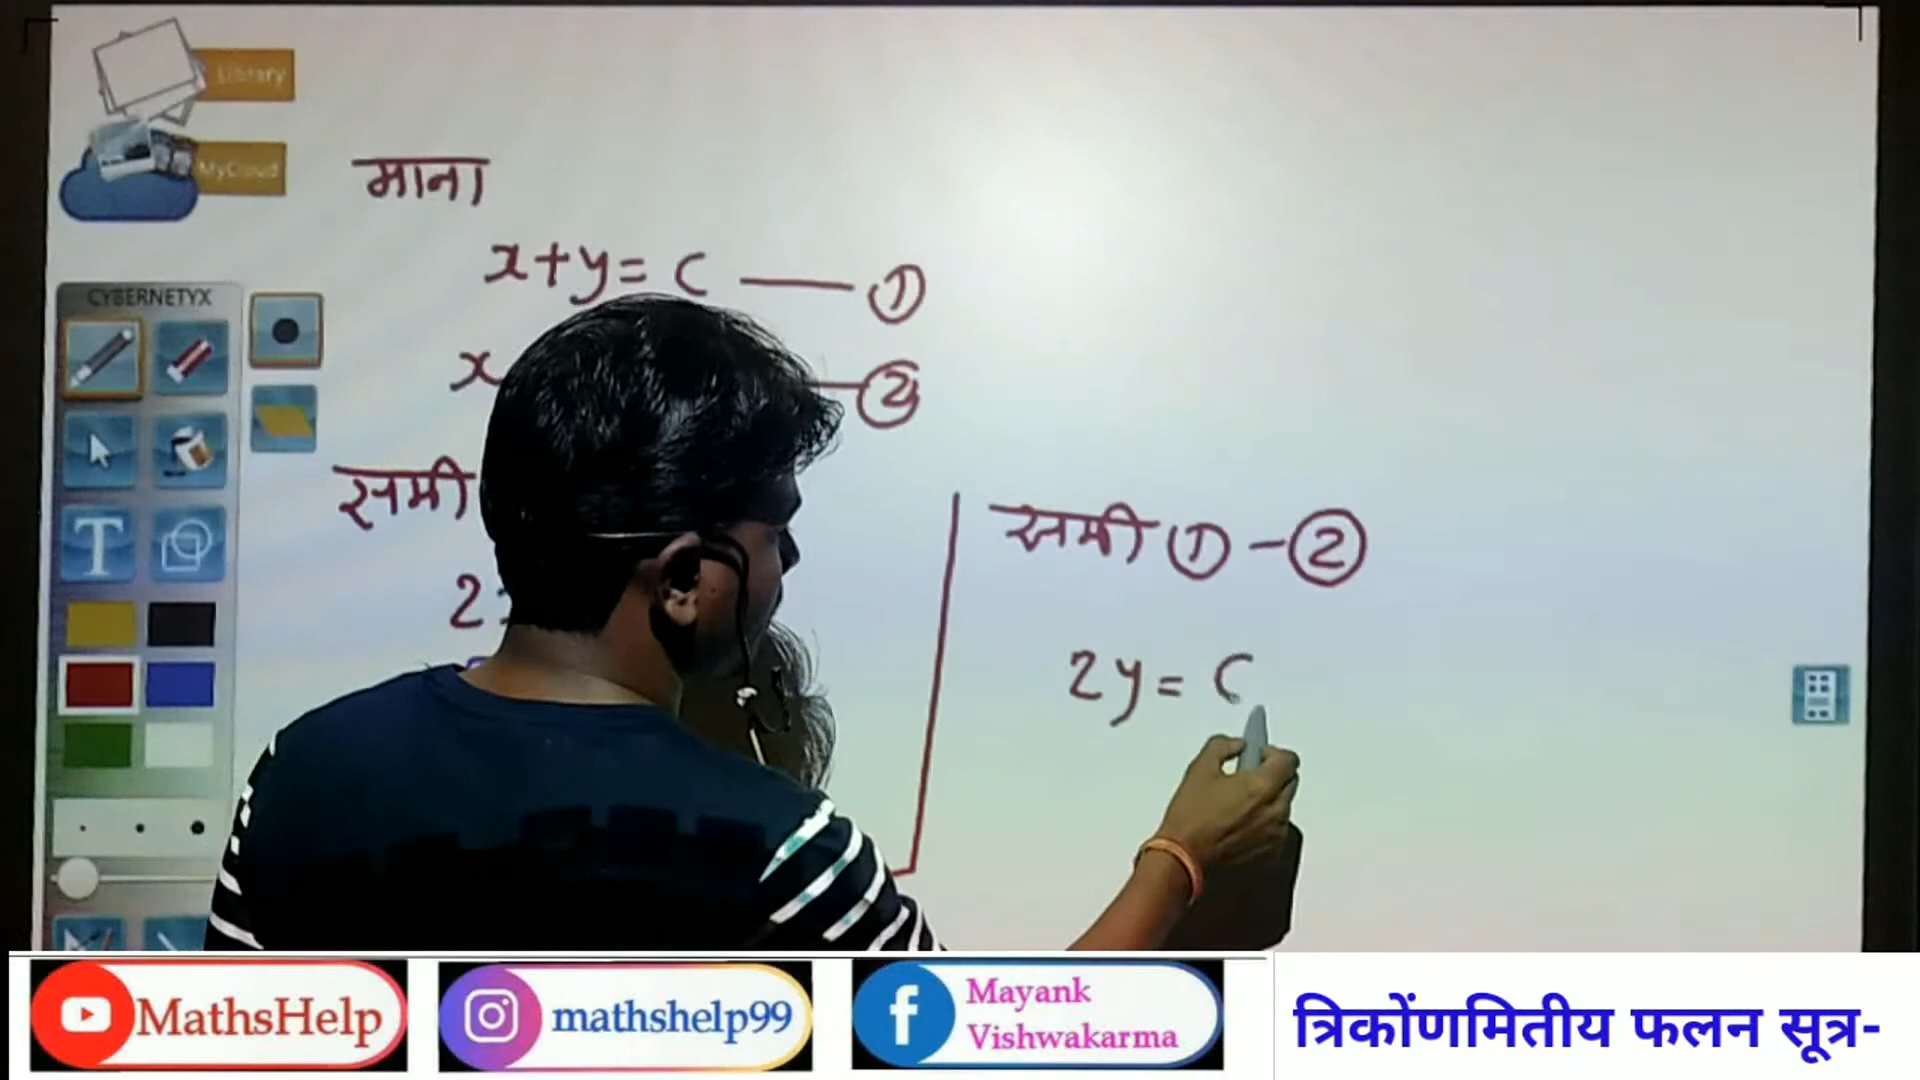 Library
MyCloud
CYBERNETYX
T
माना
x+y= C —— ①
x —②
समी
2
समी ① - ②
2y= C
MathsHelp
mathshelp99
Mayank
Vishwakarma
त्रिकोंणमितीय फलन सूत्र-